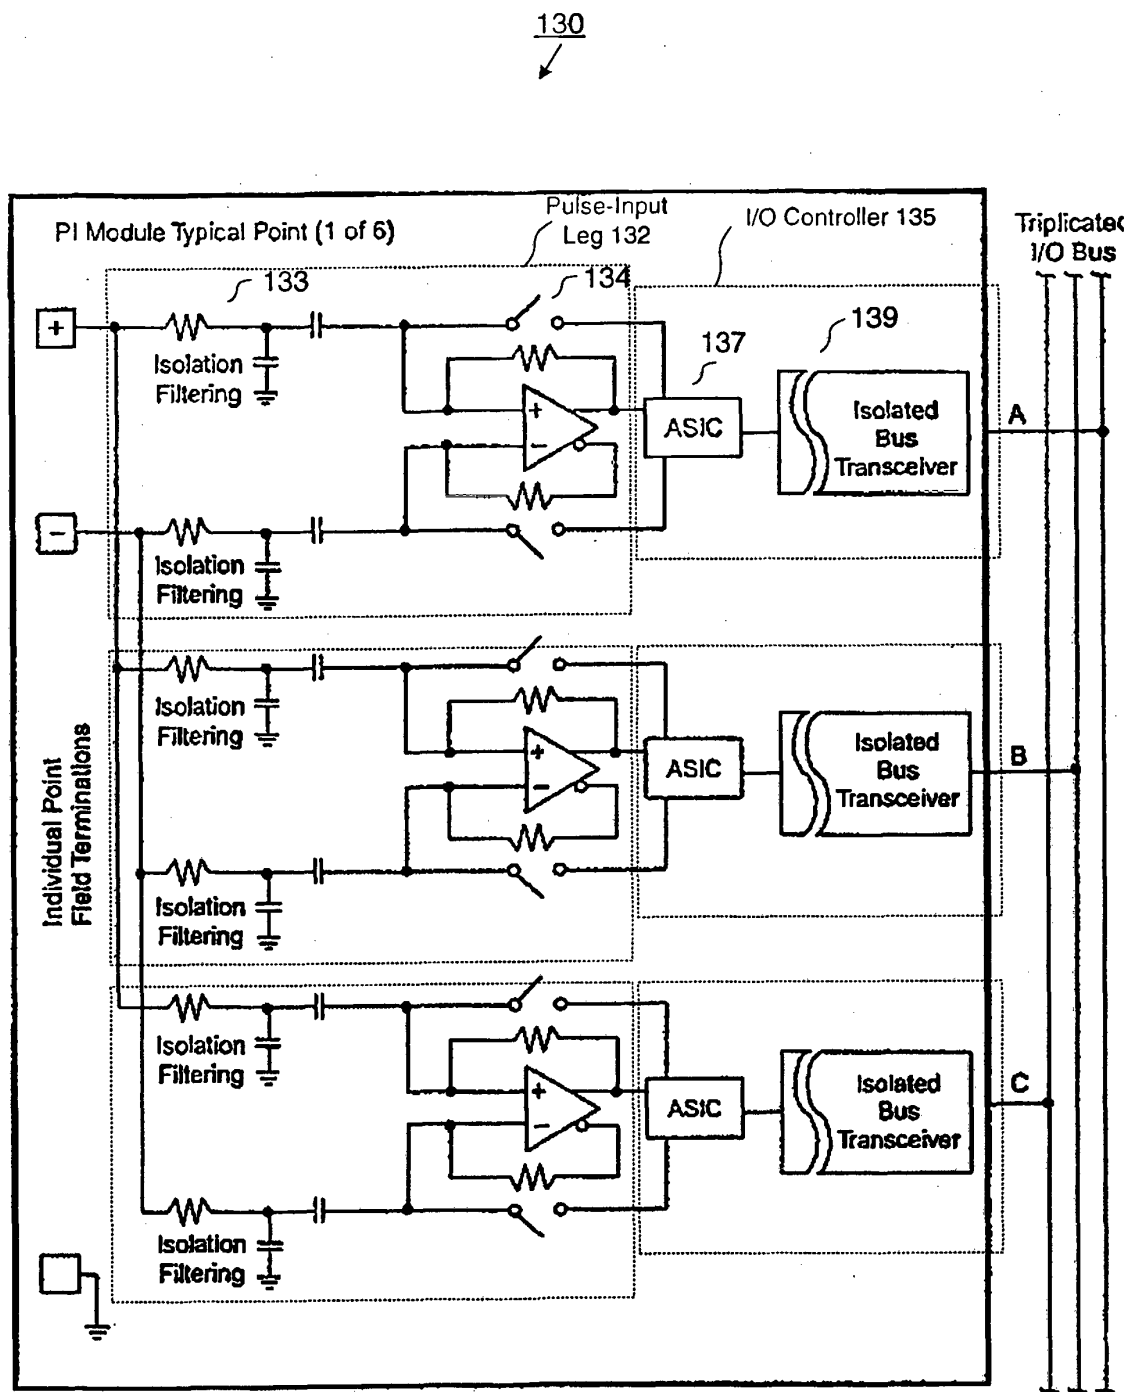 130
PI Module Typical Point (1 of 6)
Pulse-Input
Leg 132
I/O Controller 135
Triplicated
I/O Bus
133
134
+
Isolation
Filtering
137
139
+
−
ASIC
Isolated
Bus
Transceiver
A
−
Isolation
Filtering
Isolation
Filtering
+
−
ASIC
Isolated
Bus
Transceiver
B
Individual Point
Field Terminations
Isolation
Filtering
Isolation
Filtering
+
−
ASIC
Isolated
Bus
Transceiver
C
Isolation
Filtering